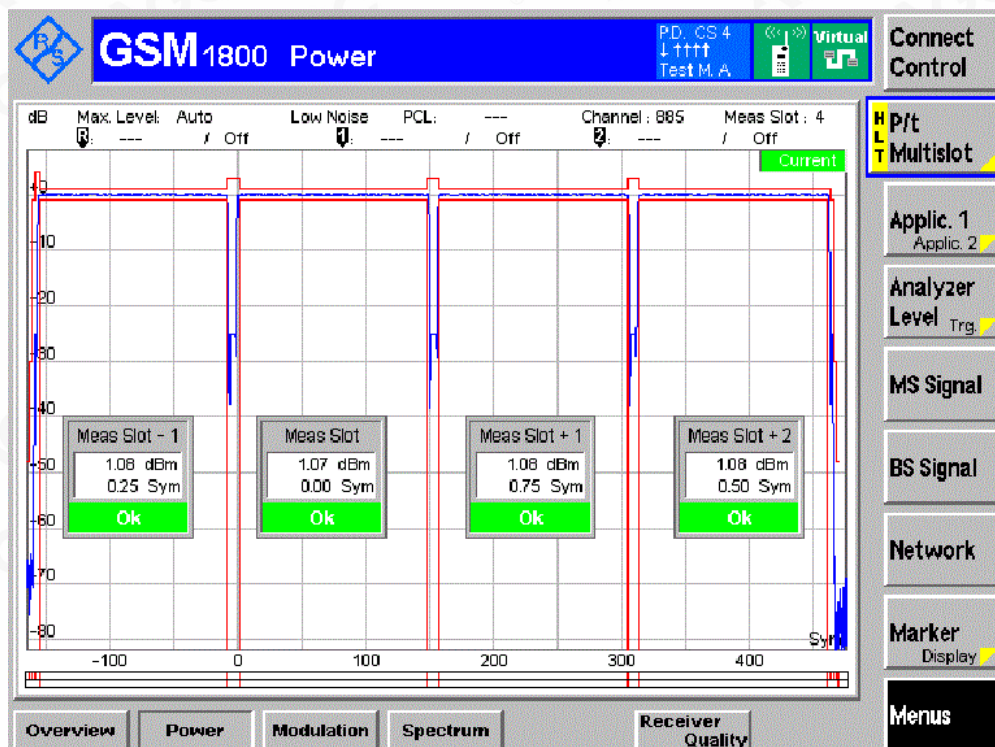 R/S
GSM 1800 Power
P.D. CS 4
↓ ↑↑↑↑
Test M. A
Virtual
Connect
Control
dB Max. Level: Auto Low Noise PCL: --- Channel : 885 Meas Slot : 4
R: --- / Off 1: --- / Off 2: --- / Off
H
L
T
P/t
Multislot
Current
+0
-10
-20
-30
-40
-50
-60
-70
-80
Applic. 1
Applic. 2
Analyzer
Level Trg.
MS Signal
BS Signal
Network
Marker
Display
Menus
Meas Slot - 1
1.08 dBm
0.25 Sym
Ok
Meas Slot
1.07 dBm
0.00 Sym
Ok
Meas Slot + 1
1.08 dBm
0.75 Sym
Ok
Meas Slot + 2
1.08 dBm
0.50 Sym
Ok
Sym
-100 0 100 200 300 400
Overview Power Modulation Spectrum Receiver
Quality